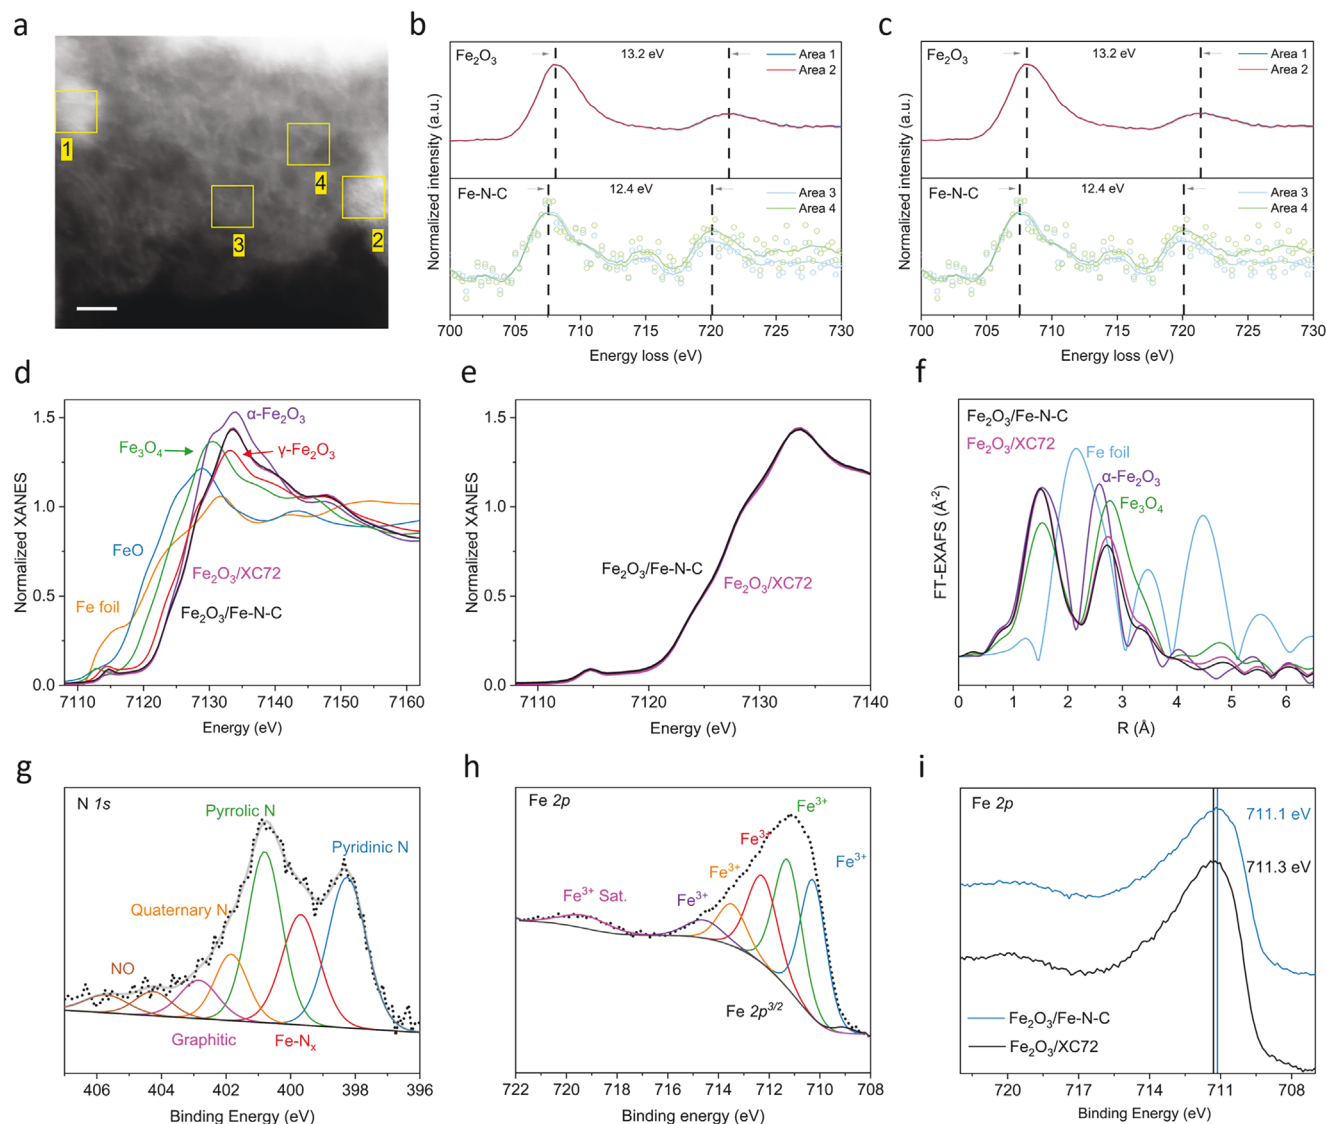 a
1
2
3
4
b
Fe₂O₃
13.2 eV
Area 1
Area 2
Fe-N-C
12.4 eV
Area 3
Area 4
Normalized intensity (a.u.)
700 705 710 715 720 725 730
Energy loss (eV)
c
Fe₂O₃
13.2 eV
Area 1
Area 2
Fe-N-C
12.4 eV
Area 3
Area 4
Normalized intensity (a.u.)
700 705 710 715 720 725 730
Energy loss (eV)
d
Normalized XANES
1.5
1.0
0.5
0.0
α-Fe₂O₃
Fe₃O₄
γ-Fe₂O₃
FeO
Fe₂O₃/XC72
Fe foil
Fe₂O₃/Fe-N-C
7110 7120 7130 7140 7150 7160
Energy (eV)
e
Normalized XANES
1.5
1.0
0.5
0.0
Fe₂O₃/Fe-N-C
Fe₂O₃/XC72
7110 7120 7130 7140
Energy (eV)
f
FT-EXAFS (Å⁻²)
Fe₂O₃/Fe-N-C
Fe₂O₃/XC72
Fe foil
α-Fe₂O₃
Fe₃O₄
0 1 2 3 4 5 6
R (Å)
g
N 1s
Pyrrolic N
Pyridinic N
Quaternary N
NO
Graphitic
Fe-Nₓ
406 404 402 400 398 396
Binding Energy (eV)
h
Fe 2p
Fe³⁺
Fe³⁺
Fe³⁺
Fe³⁺
Fe³⁺ Sat.
Fe³⁺
Fe 2p³ᐟ²
722 720 718 716 714 712 710 708
Binding energy (eV)
i
Fe 2p
711.1 eV
711.3 eV
Fe₂O₃/Fe-N-C
Fe₂O₃/XC72
720 717 714 711 708
Binding Energy (eV)